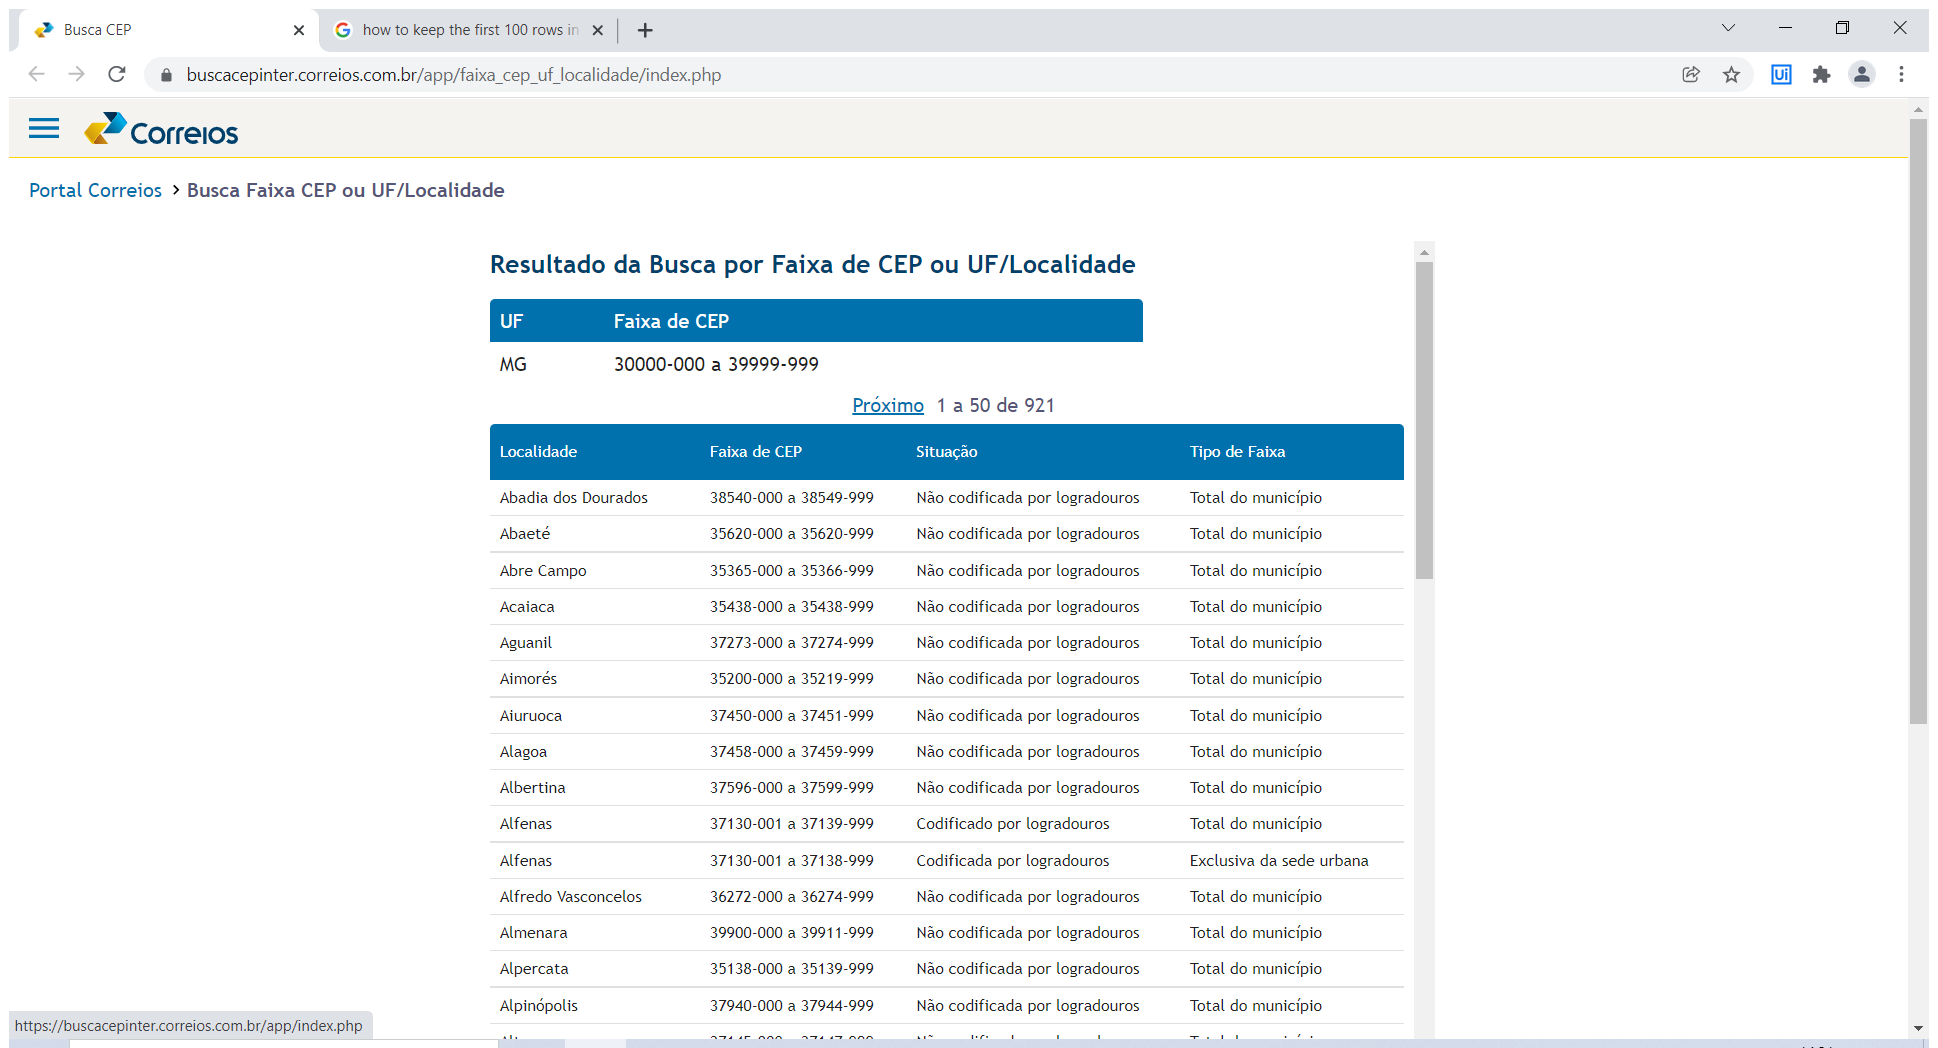 Busca CEP
how to keep the first 100 rows in
buscacepinter.correios.com.br/app/faixa_cep_uf_localidade/index.php
Ui
Correios
Portal Correios > Busca Faixa CEP ou UF/Localidade
Resultado da Busca por Faixa de CEP ou UF/Localidade
UF Faixa de CEP
MG 30000-000 a 39999-999
Próximo 1 a 50 de 921
Localidade Faixa de CEP Situação Tipo de Faixa
Abadia dos Dourados 38540-000 a 38549-999 Não codificada por logradouros Total do município
Abaeté 35620-000 a 35620-999 Não codificada por logradouros Total do município
Abre Campo 35365-000 a 35366-999 Não codificada por logradouros Total do município
Acaiaca 35438-000 a 35438-999 Não codificada por logradouros Total do município
Aguanil 37273-000 a 37274-999 Não codificada por logradouros Total do município
Aimorés 35200-000 a 35219-999 Não codificada por logradouros Total do município
Aiuruoca 37450-000 a 37451-999 Não codificada por logradouros Total do município
Alagoa 37458-000 a 37459-999 Não codificada por logradouros Total do município
Albertina 37596-000 a 37599-999 Não codificada por logradouros Total do município
Alfenas 37130-001 a 37139-999 Codificado por logradouros Total do município
Alfenas 37130-001 a 37138-999 Codificada por logradouros Exclusiva da sede urbana
Alfredo Vasconcelos 36272-000 a 36274-999 Não codificada por logradouros Total do município
Almenara 39900-000 a 39911-999 Não codificada por logradouros Total do município
Alpercata 35138-000 a 35139-999 Não codificada por logradouros Total do município
Alpinópolis 37940-000 a 37944-999 Não codificada por logradouros Total do município
https://buscacepinter.correios.com.br/app/index.php